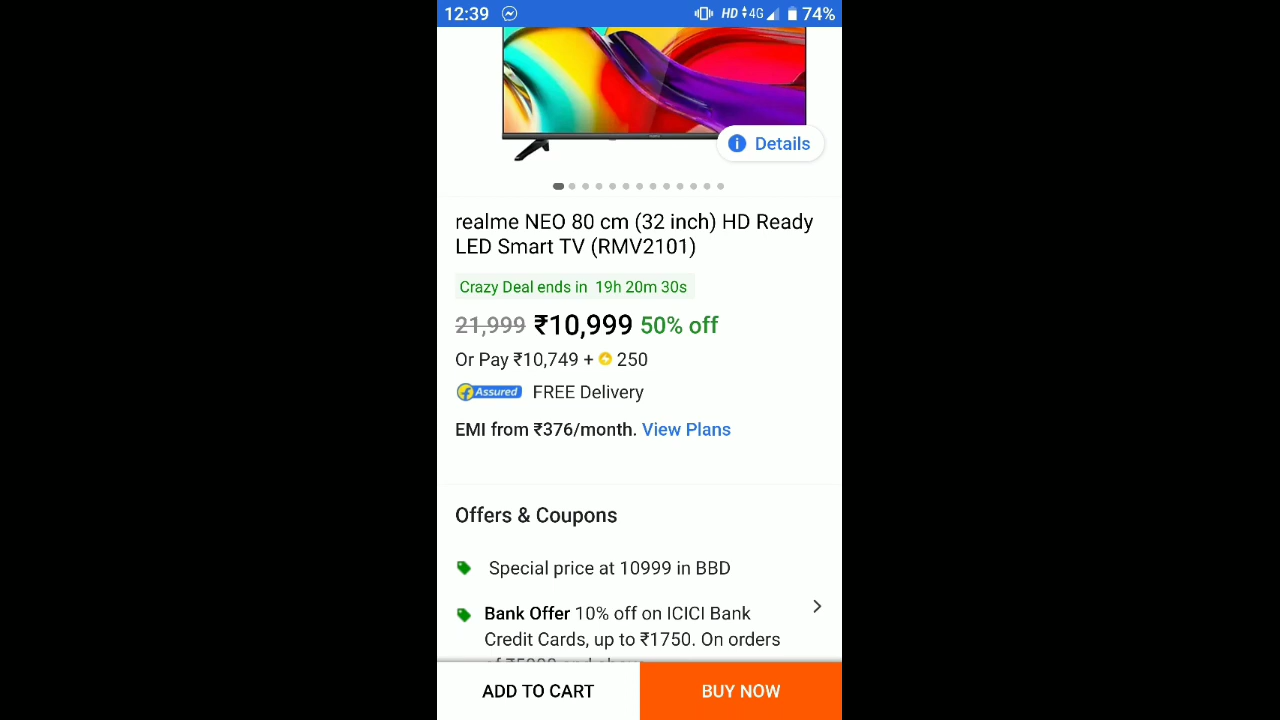 12:39 HD 4G 74%
Details
realme NEO 80 cm (32 inch) HD Ready
LED Smart TV (RMV2101)
Crazy Deal ends in 19h 20m 30s
21,999 ₹10,999 50% off
Or Pay ₹10,749 + 250
Assured FREE Delivery
EMI from ₹376/month. View Plans
Offers & Coupons
Special price at 10999 in BBD
Bank Offer 10% off on ICICI Bank
Credit Cards, up to ₹1750. On orders
ADD TO CART BUY NOW